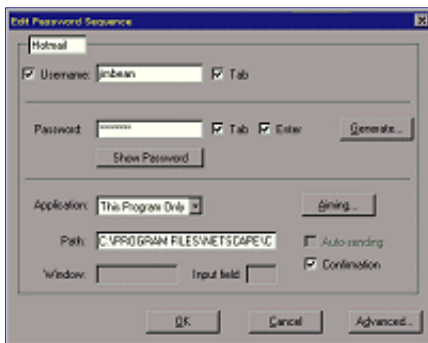 Edit Password Sequence
Hotmail
Username: jimbean Tab
Password: ******* Tab Enter Generate...
Show Password
Application: This Program Only Aiming...
Path: C:\PROGRAM FILES\NETSCAPE\C Auto-sending
Confirmation
Window: Input field:
OK Cancel Advanced...